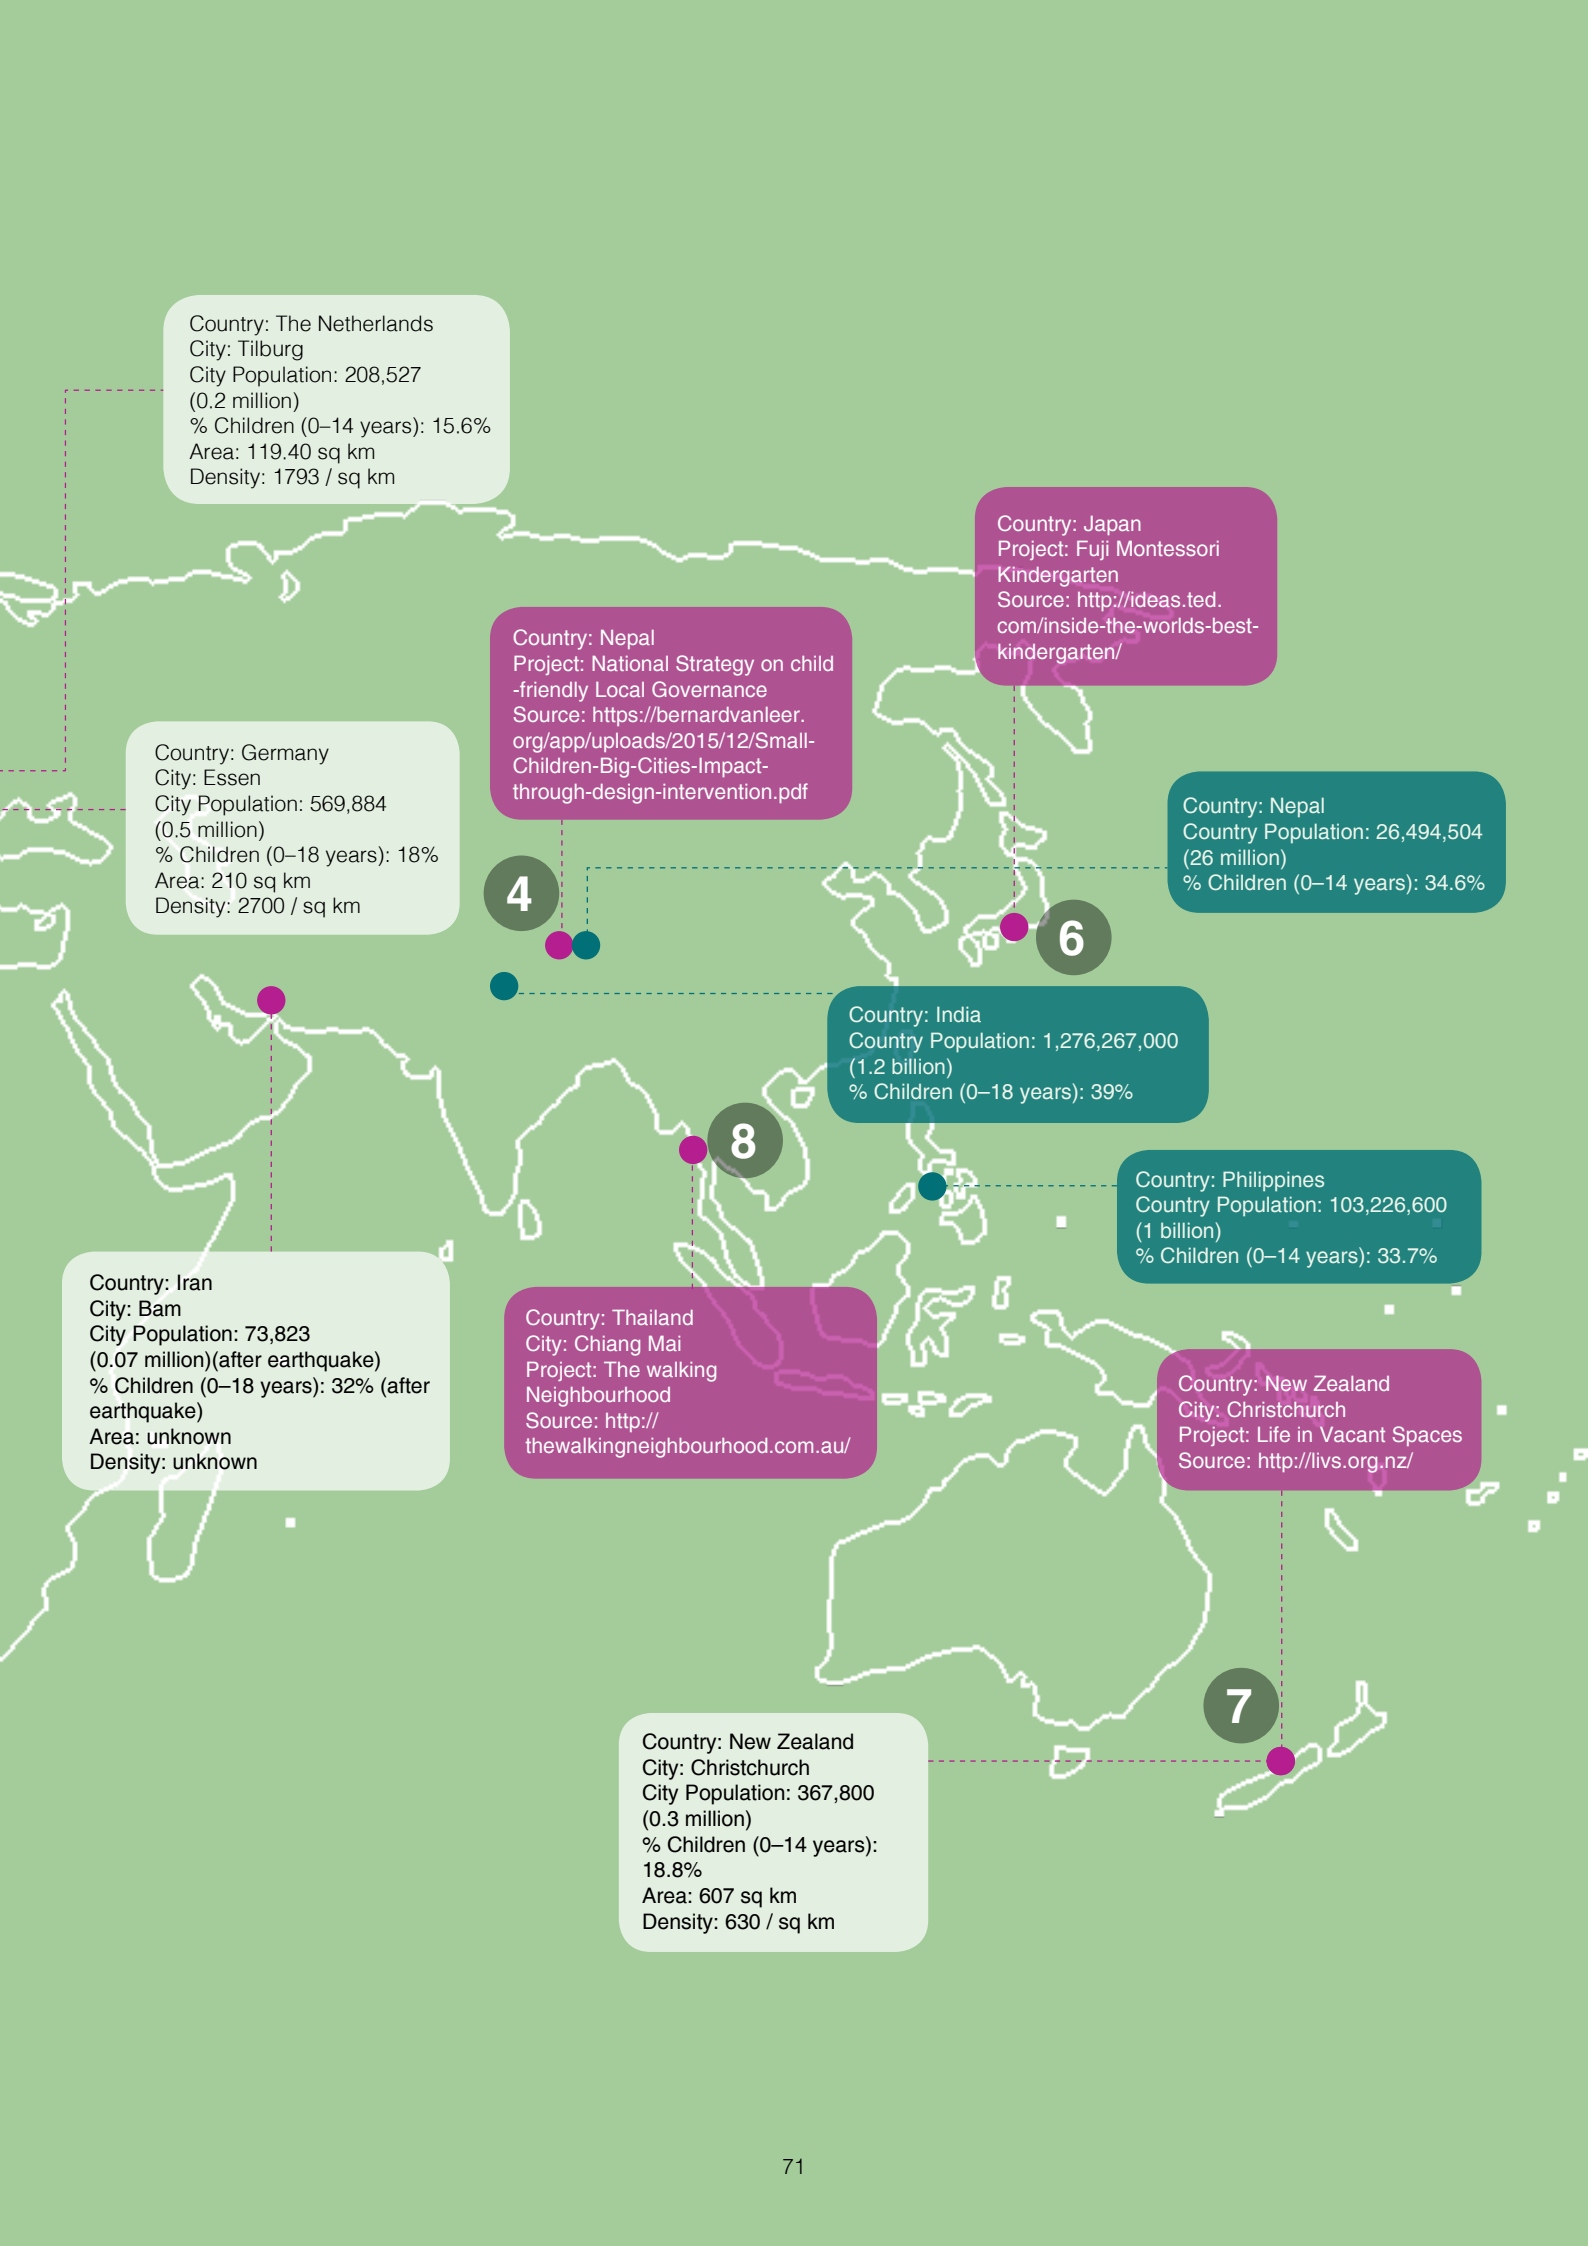 Country: The Netherlands
City: Tilburg
City Population: 208,527
(0.2 million)
% Children (0–14 years): 15.6%
Area: 119.40 sq km
Density: 1793 / sq km
Country: Japan
Project: Fuji Montessori
Kindergarten
Source: http://ideas.ted.
com/inside-the-worlds-best-
kindergarten/
Country: Nepal
Project: National Strategy on child
-friendly Local Governance
Source: https://bernardvanleer.
org/app/uploads/2015/12/Small-
Children-Big-Cities-Impact-
through-design-intervention.pdf
Country: Germany
City: Essen
City Population: 569,884
(0.5 million)
% Children (0–18 years): 18%
Area: 210 sq km
Density: 2700 / sq km
Country: Nepal
Country Population: 26,494,504
(26 million)
% Children (0–14 years): 34.6%
4
6
Country: India
Country Population: 1,276,267,000
(1.2 billion)
% Children (0–18 years): 39%
8
Country: Philippines
Country Population: 103,226,600
(1 billion)
% Children (0–14 years): 33.7%
Country: Iran
City: Bam
City Population: 73,823
(0.07 million)(after earthquake)
% Children (0–18 years): 32% (after
earthquake)
Area: unknown
Density: unknown
Country: Thailand
City: Chiang Mai
Project: The walking
Neighbourhood
Source: http://
thewalkingneighbourhood.com.au/
Country: New Zealand
City: Christchurch
Project: Life in Vacant Spaces
Source: http://livs.org.nz/
7
Country: New Zealand
City: Christchurch
City Population: 367,800
(0.3 million)
% Children (0–14 years):
18.8%
Area: 607 sq km
Density: 630 / sq km
71